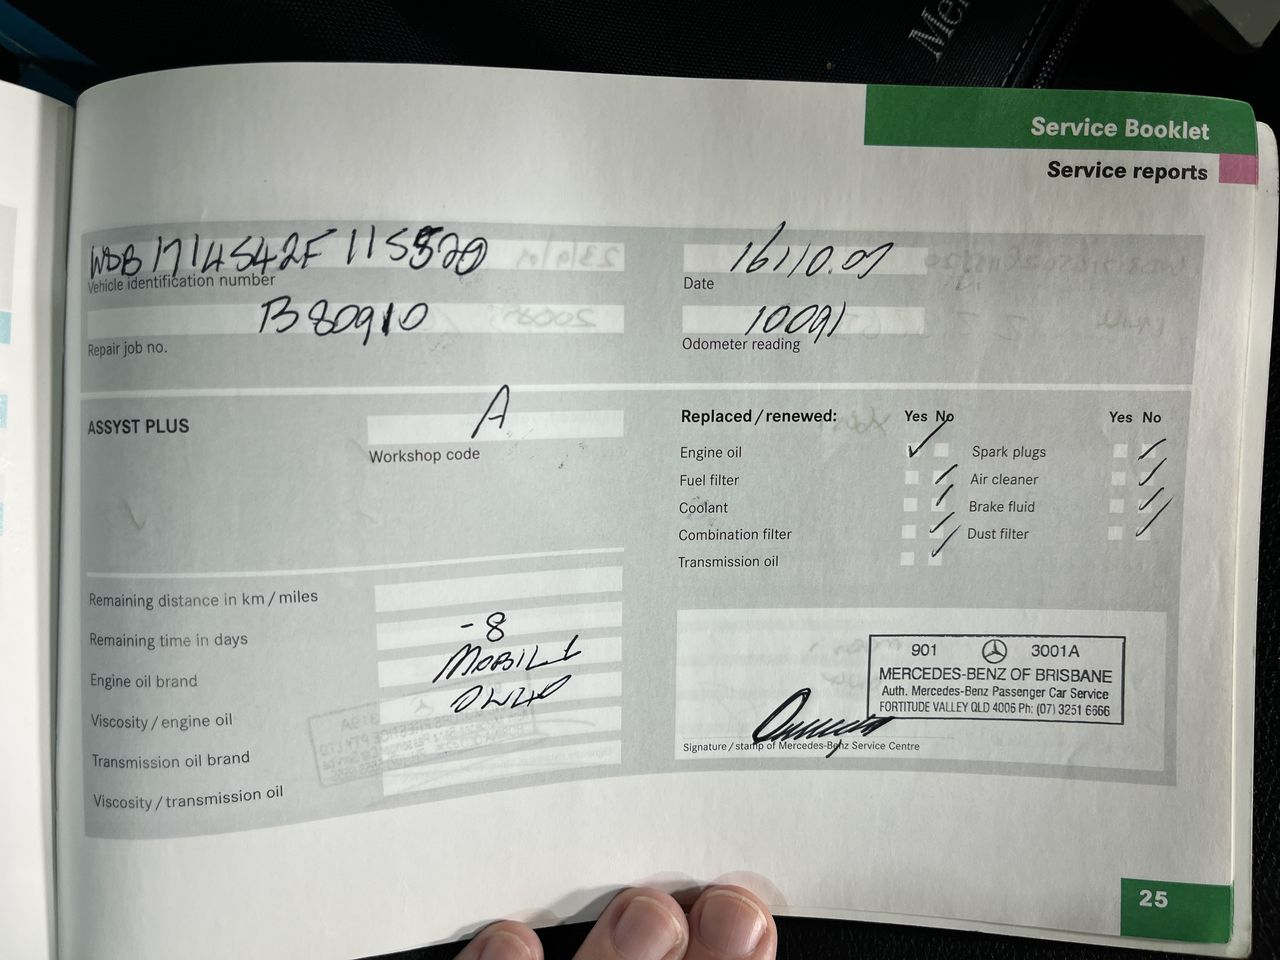 Mer
Service Booklet
Service reports
WDB1714542F115520
Vehicle identification number
16/10.07
Date
B80910
Repair job no.
10091
Odometer reading
ASSYST PLUS
A
Workshop code
Replaced / renewed: Yes No Yes No
Engine oil
Spark plugs
Fuel filter
Air cleaner
Coolant
Brake fluid
Combination filter
Dust filter
Transmission oil
Remaining distance in km / miles
Remaining time in days -8
Engine oil brand MOBIL 1
Viscosity / engine oil 0W40
Transmission oil brand
Viscosity / transmission oil
901 3001A
MERCEDES-BENZ OF BRISBANE
Auth. Mercedes-Benz Passenger Car Service
FORTITUDE VALLEY QLD 4006 Ph: (07) 3251 6666
Signature / stamp of Mercedes-Benz Service Centre
25